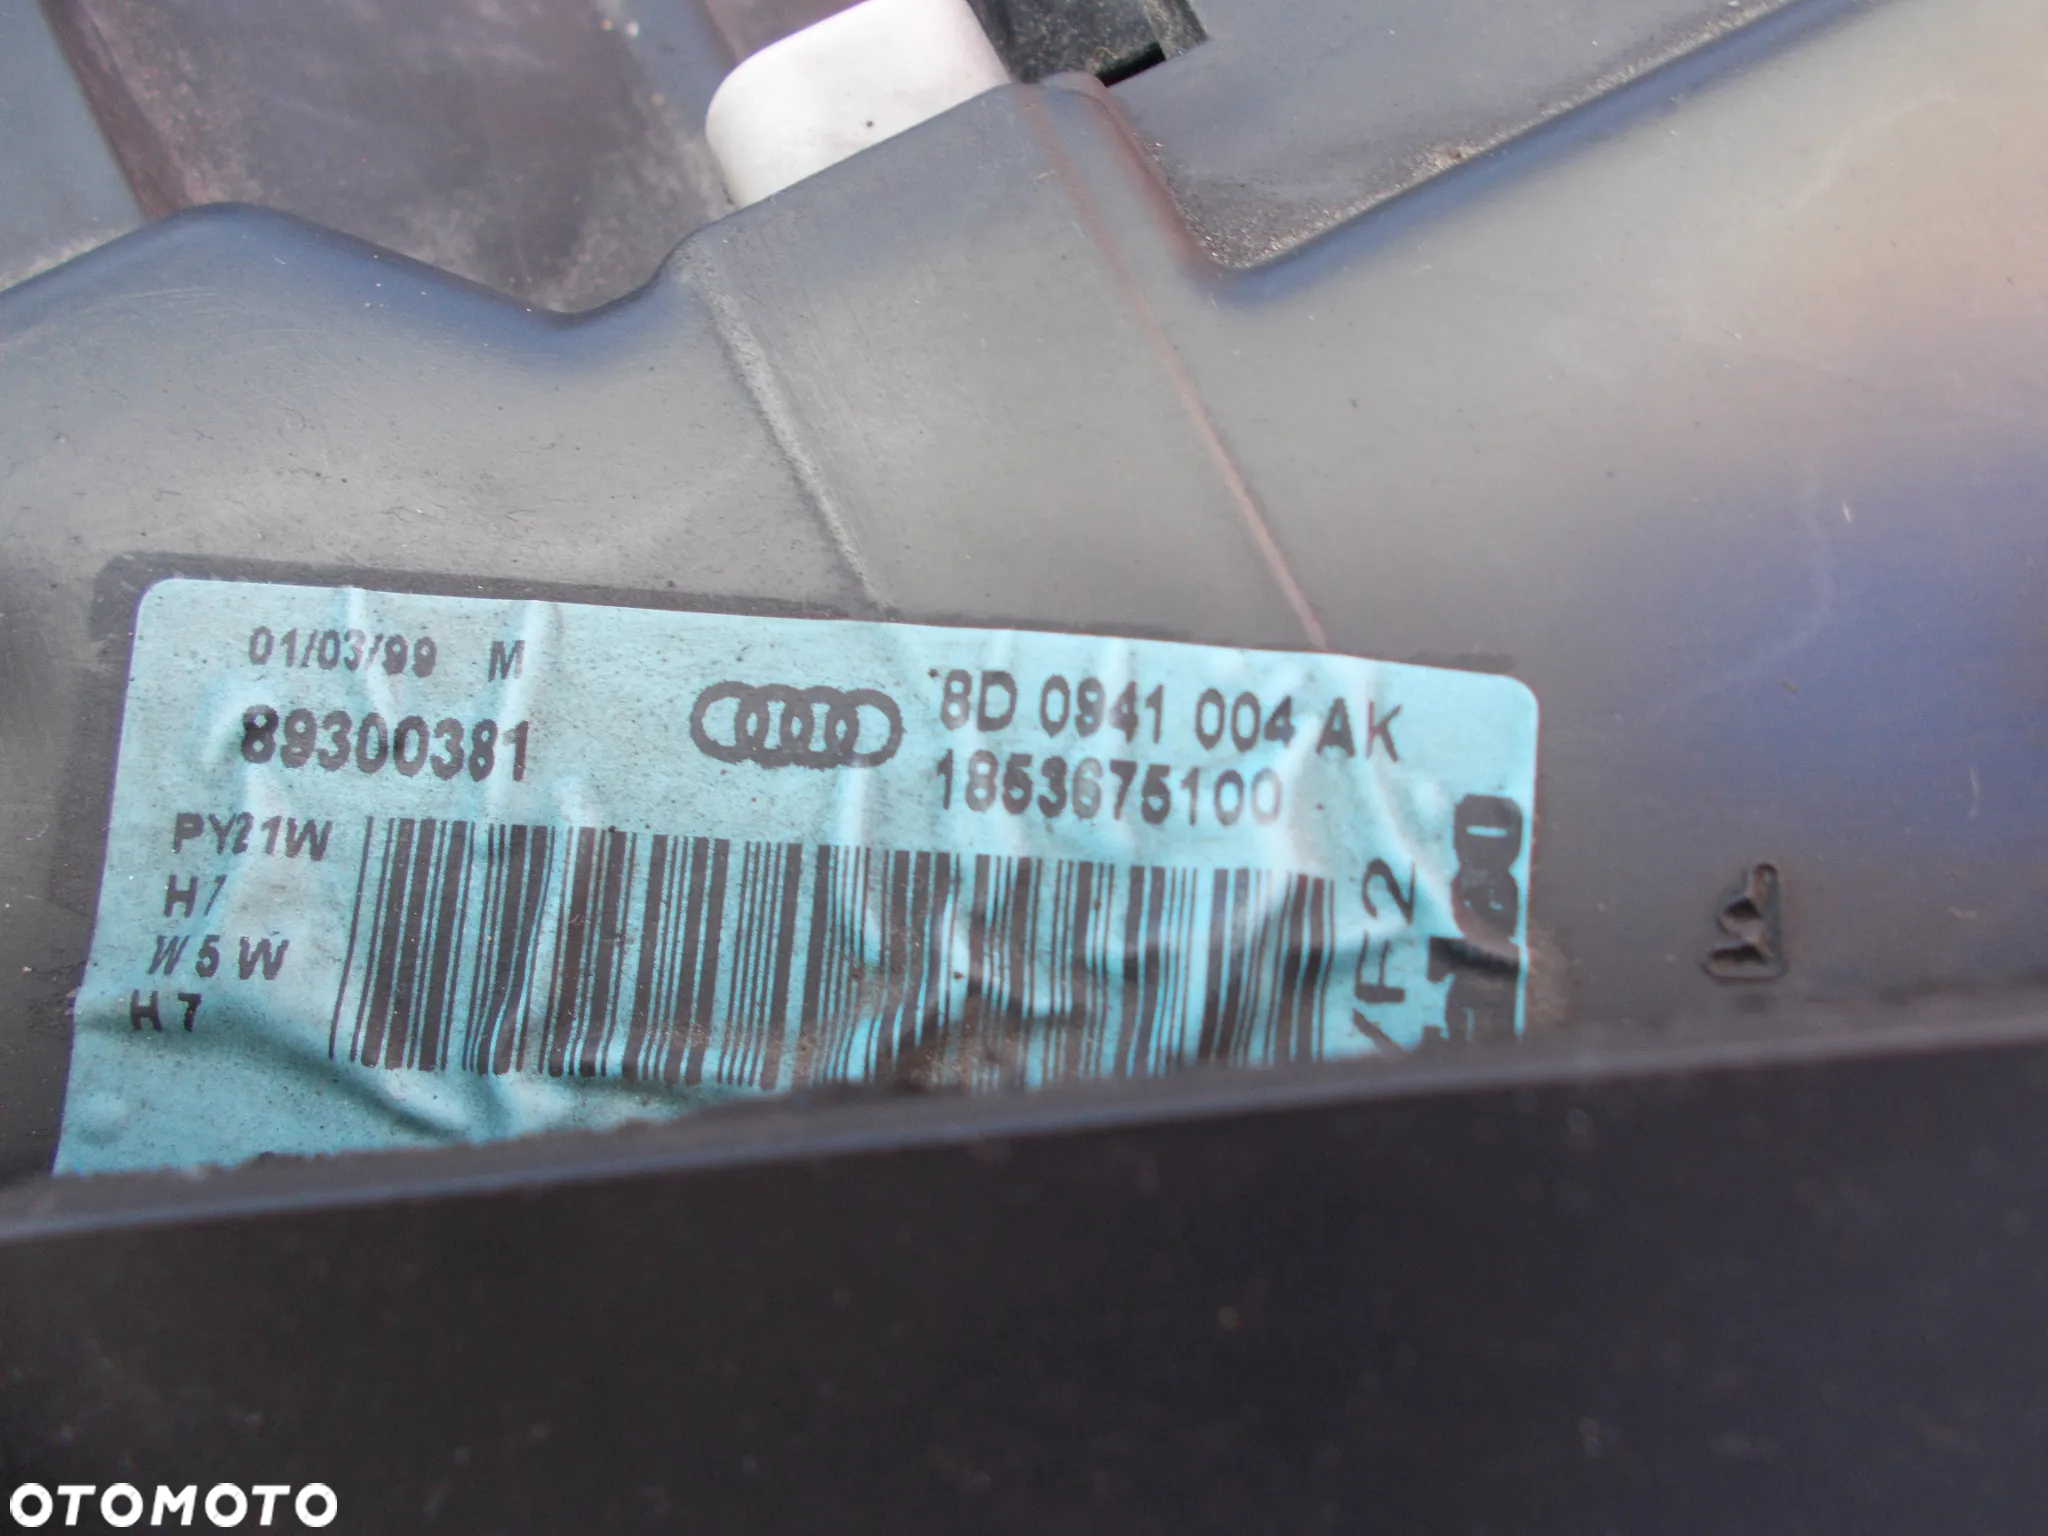 01/03/99 M
89300381
8D 0941 004 AK
1853675100
PY21W
H7
W5W
H7
OTOMOTO